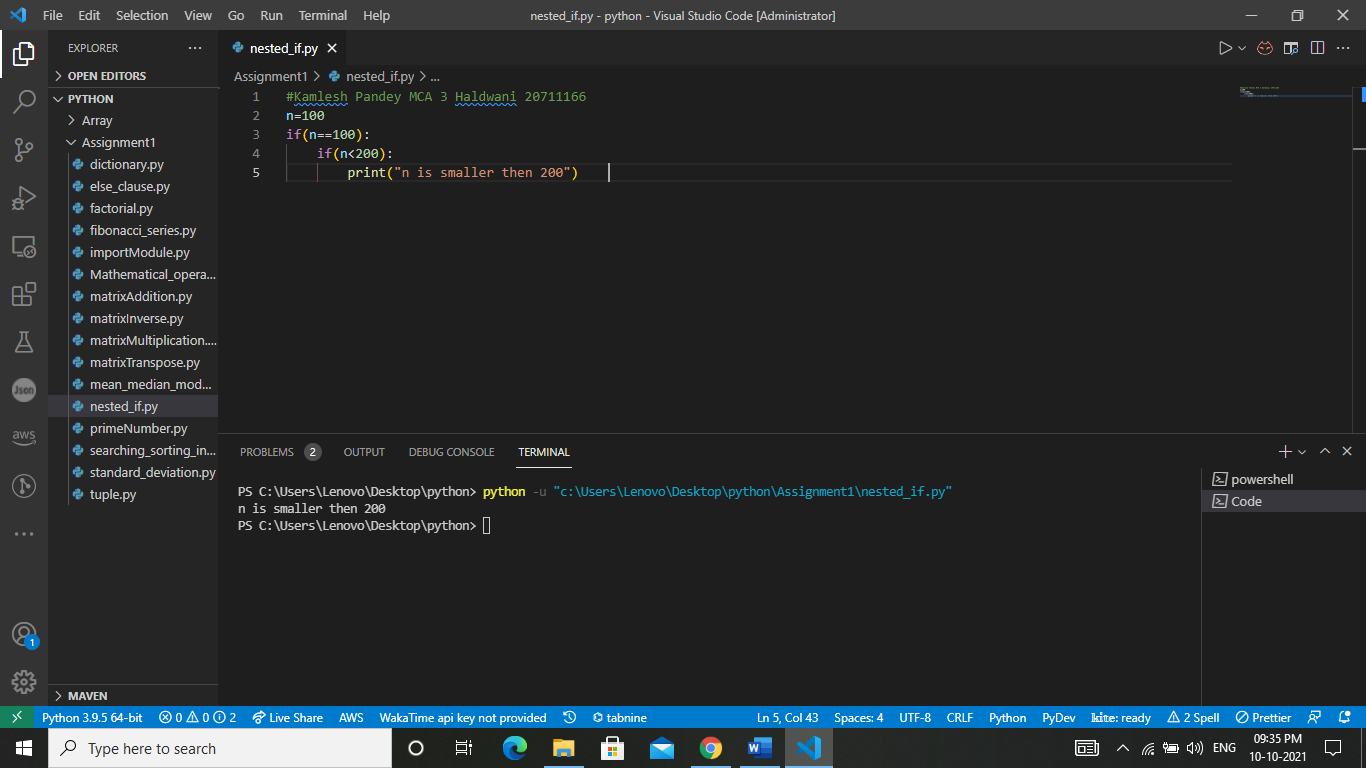 File Edit Selection View Go Run Terminal Help nested_if.py - python - Visual Studio Code [Administrator]
EXPLORER ...
OPEN EDITORS
PYTHON
Array
Assignment1
dictionary.py
else_clause.py
factorial.py
fibonacci_series.py
importModule.py
Mathematical_opera...
matrixAddition.py
matrixInverse.py
matrixMultiplication....
matrixTranspose.py
mean_median_mod...
nested_if.py
primeNumber.py
searching_sorting_in...
standard_deviation.py
tuple.py
MAVEN
Json
aws
1
nested_if.py
Assignment1 > nested_if.py > ...
1 #Kamlesh Pandey MCA 3 Haldwani 20711166
2 n=100
3 if(n==100):
4 if(n<200):
5 print("n is smaller then 200")
PROBLEMS 2 OUTPUT DEBUG CONSOLE TERMINAL
PS C:\Users\Lenovo\Desktop\python> python -u "c:\Users\Lenovo\Desktop\python\Assignment1\nested_if.py"
n is smaller then 200
PS C:\Users\Lenovo\Desktop\python>
powershell
Code
Python 3.9.5 64-bit 0 0 2 Live Share AWS WakaTime api key not provided tabnine Ln 5, Col 43 Spaces: 4 UTF-8 CRLF Python PyDev kite: ready 2 Spell Prettier
Type here to search
ENG
09:35 PM
10-10-2021